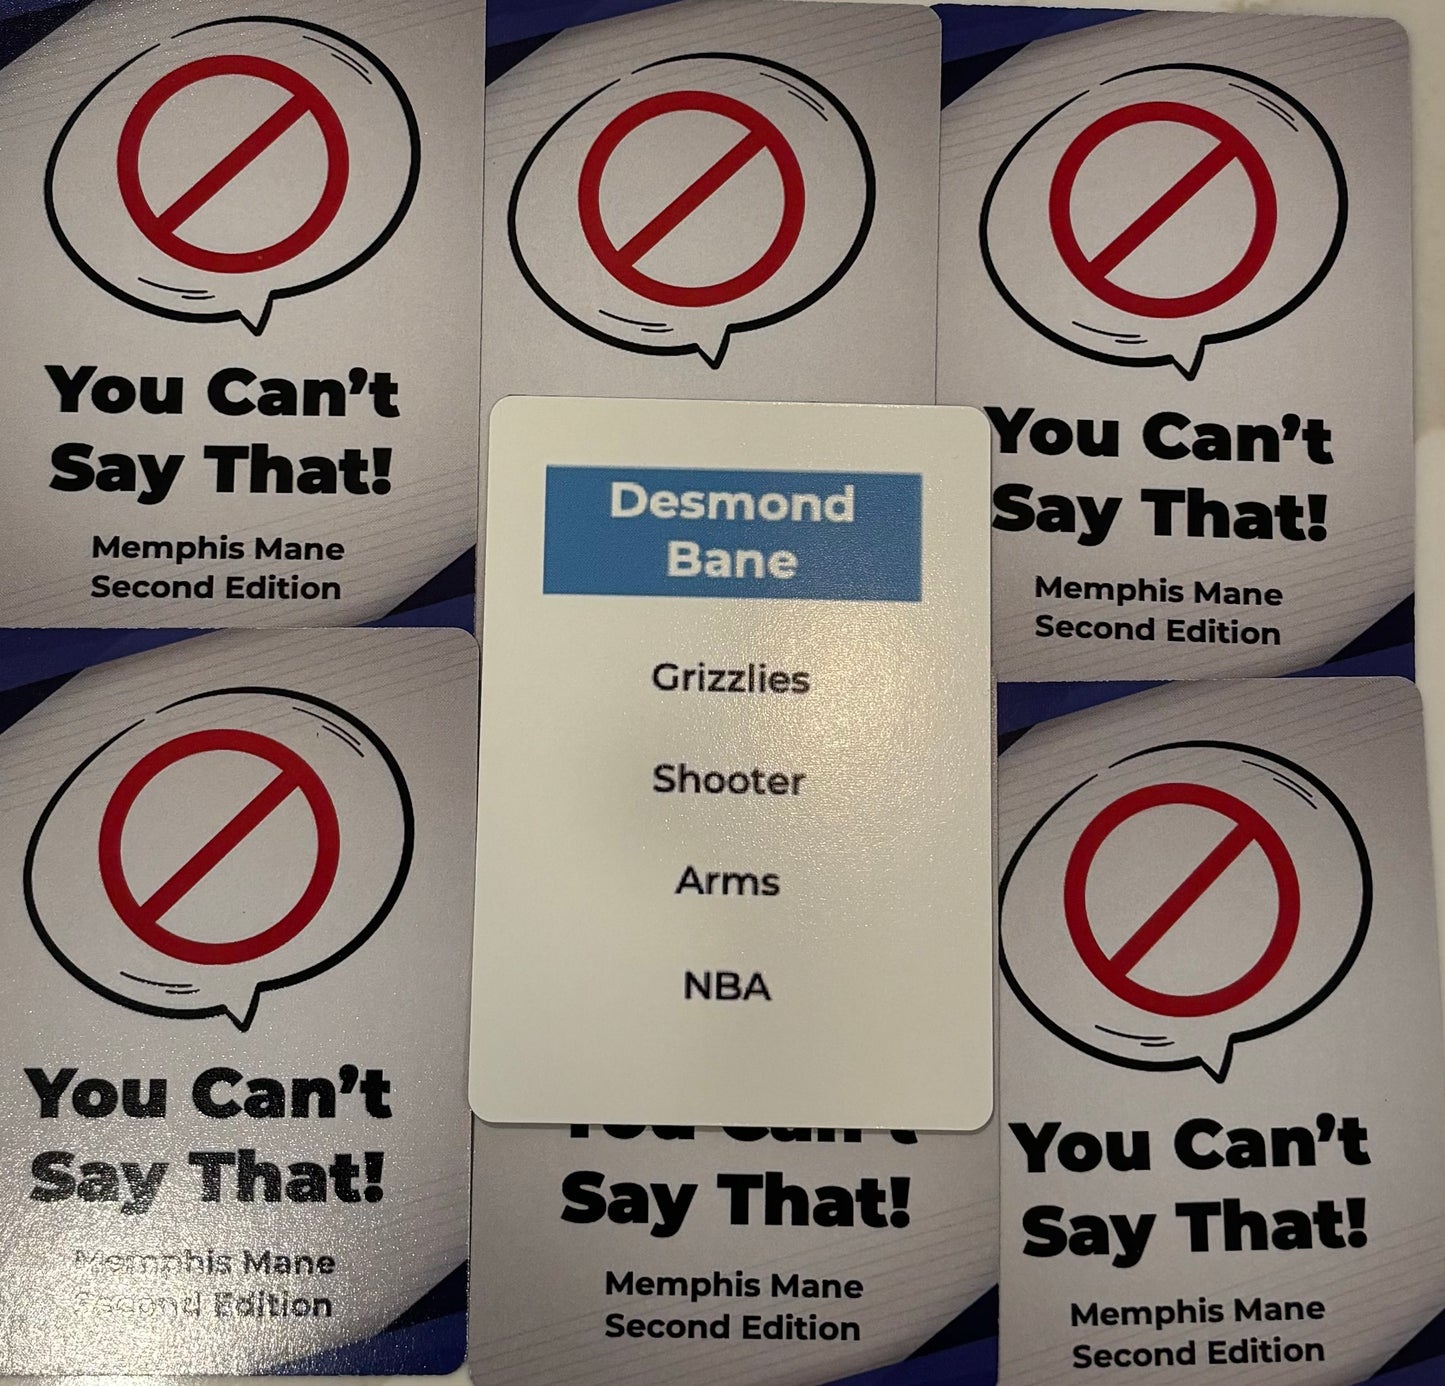 You Can't
Say That!
Memphis Mane
Second Edition
You Can't
Say That!
Memphis Mane
Second Edition
Desmond
Bane
Grizzlies
Shooter
Arms
NBA
You Can't
Say That!
Memphis Mane
Second Edition
You Can't
Say That!
Memphis Mane
Second Edition
You Can't
Say That!
Memphis Mane
Second Edition